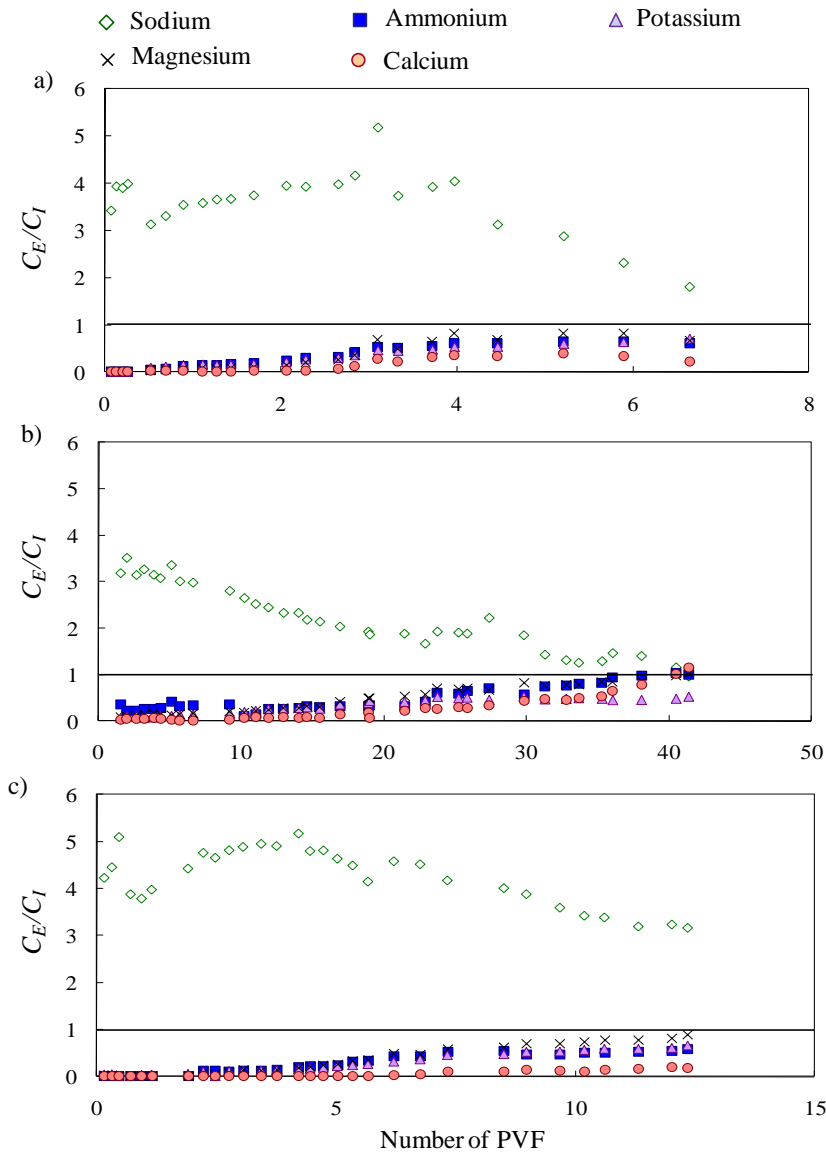 Sodium Ammonium Potassium
Magnesium Calcium
a)
6
5
4
3
2
1
0
C_E/C_I
0 2 4 6 8
b)
6
5
4
3
2
1
0
C_E/C_I
0 10 20 30 40 50
c)
6
5
4
3
2
1
0
C_E/C_I
0 5 10 15
Number of PVF